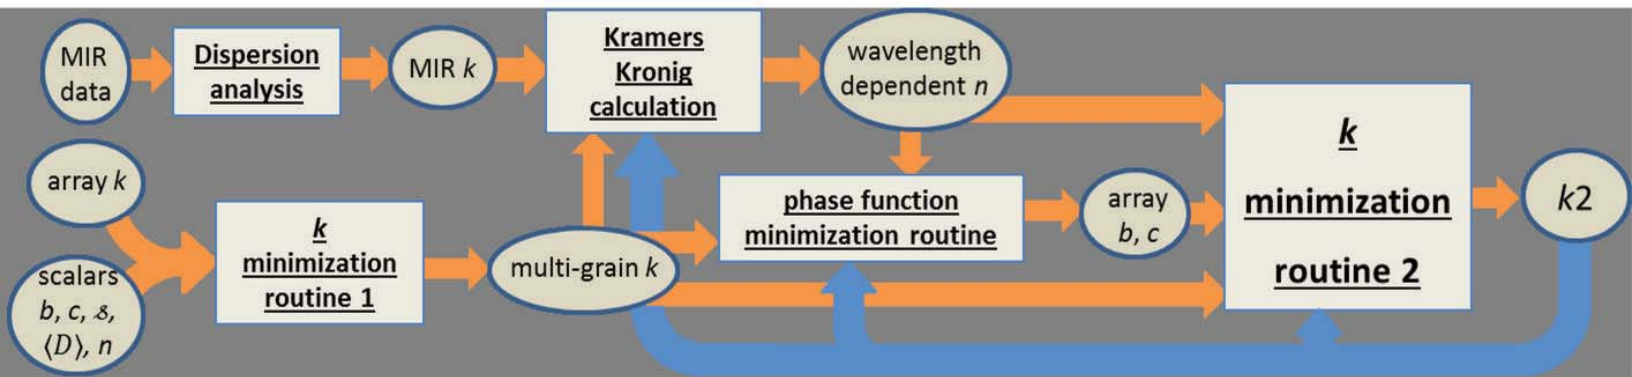 MIR
data
Dispersion
analysis
MIR k
Kramers
Kronig
calculation
wavelength
dependent n
array k
scalars
b, c, 𝓈,
⟨D⟩, n
k
minimization
routine 1
multi-grain k
phase function
minimization routine
array
b, c
k
minimization
routine 2
k2